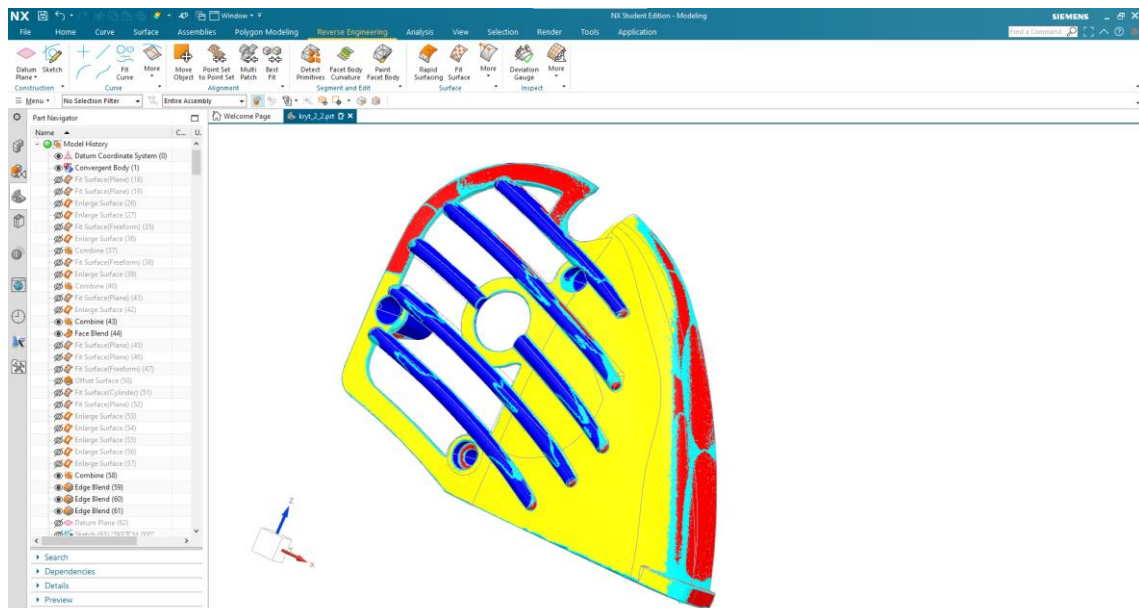 NX Window NX Student Edition - Modeling SIEMENS
File Home Curve Surface Assemblies Polygon Modeling Reverse Engineering Analysis View Selection Render Tools Application Find a Command
Datum Plane Sketch Fit Curve More Move Object Point Set to Point Set Multi Patch Best Fit Detect Primitives Facet Body Curvature Paint Facet Body Rapid Surfacing Fit Surface More Deviation Gauge More
Construction Curve Alignment Segment and Edit Surface Inspect
Menu No Selection Filter Entire Assembly
Part Navigator Welcome Page kryt_2_2.prt
Name C... U.
Model History
Datum Coordinate System (0)
Convergent Body (1)
Fit Surface(Plane) (18)
Fit Surface(Plane) (19)
Enlarge Surface (26)
Enlarge Surface (27)
Fit Surface(Freeform) (35)
Enlarge Surface (36)
Combine (37)
Fit Surface(Freeform) (38)
Enlarge Surface (39)
Combine (40)
Fit Surface(Plane) (41)
Enlarge Surface (42)
Combine (43)
Face Blend (44)
Fit Surface(Plane) (45)
Fit Surface(Plane) (46)
Fit Surface(Freeform) (47)
Offset Surface (50)
Fit Surface(Cylinder) (51)
Fit Surface(Plane) (52)
Enlarge Surface (53)
Enlarge Surface (54)
Enlarge Surface (55)
Enlarge Surface (56)
Enlarge Surface (57)
Combine (58)
Edge Blend (59)
Edge Blend (60)
Edge Blend (61)
Datum Plane (62)
Sketch (63) "SKETCH_000"
Z
X
Search
Dependencies
Details
Preview